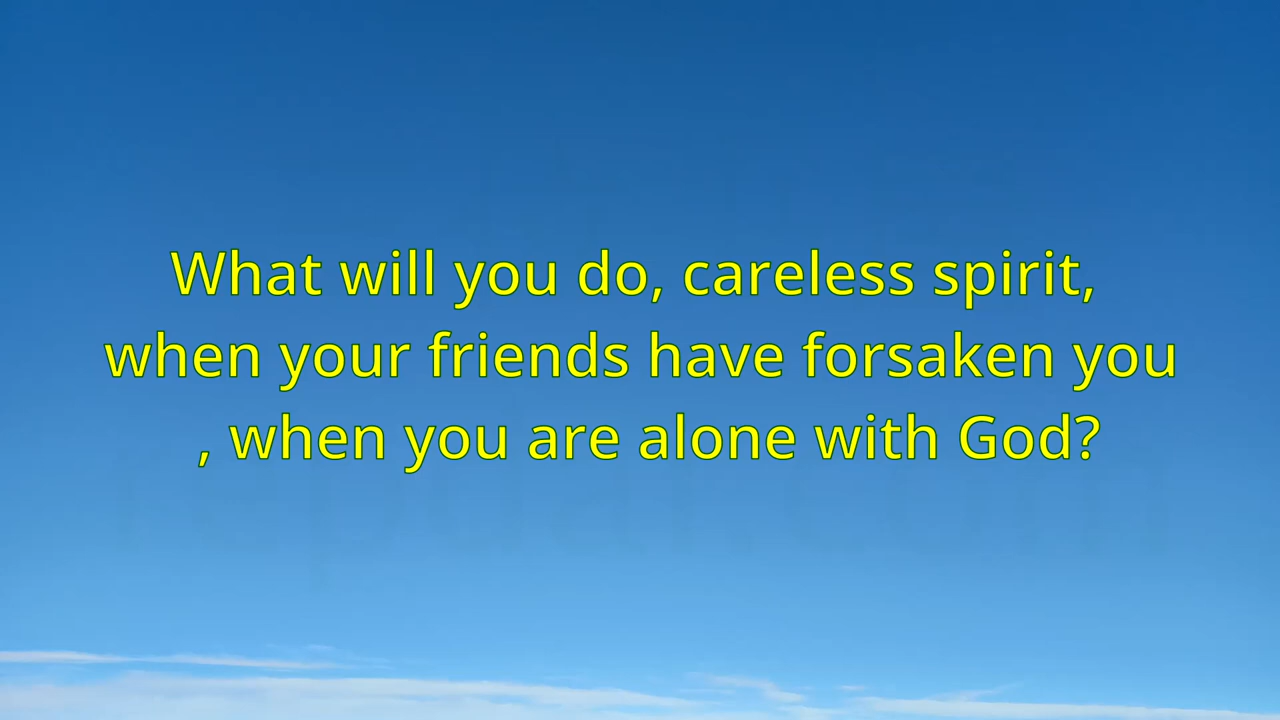 What will you do, careless spirit,
when your friends have forsaken you
, when you are alone with God?